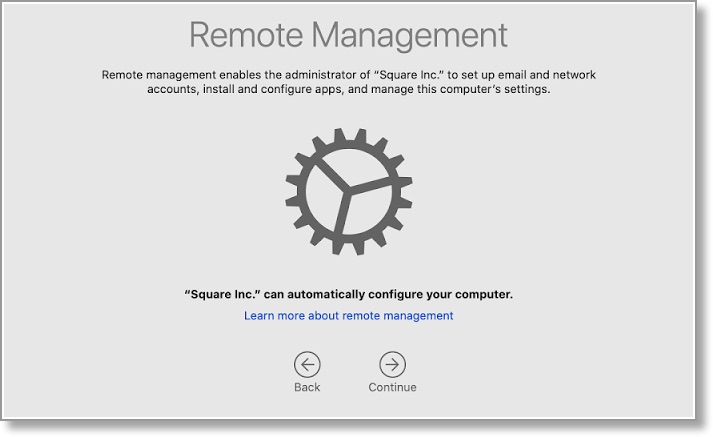 Remote Management
Remote management enables the administrator of “Square Inc.” to set up email and network
accounts, install and configure apps, and manage this computer’s settings.
“Square Inc.” can automatically configure your computer.
Learn more about remote management
Back
Continue